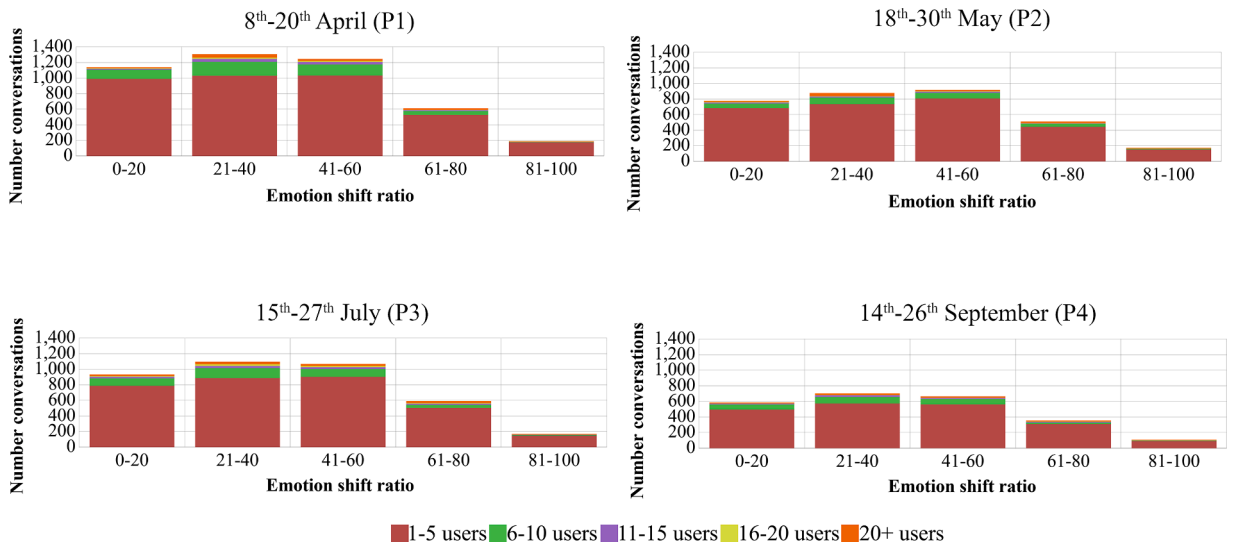 8th-20th April (P1)
Number conversations
1,400
1,200
1,000
800
600
400
200
0
0-20 21-40 41-60 61-80 81-100
Emotion shift ratio
18th-30th May (P2)
Number conversations
1,400
1,200
1,000
800
600
400
200
0
0-20 21-40 41-60 61-80 81-100
Emotion shift ratio
15th-27th July (P3)
Number conversations
1,400
1,200
1,000
800
600
400
200
0
0-20 21-40 41-60 61-80 81-100
Emotion shift ratio
14th-26th September (P4)
Number conversations
1,400
1,200
1,000
800
600
400
200
0
0-20 21-40 41-60 61-80 81-100
Emotion shift ratio
1-5 users 6-10 users 11-15 users 16-20 users 20+ users